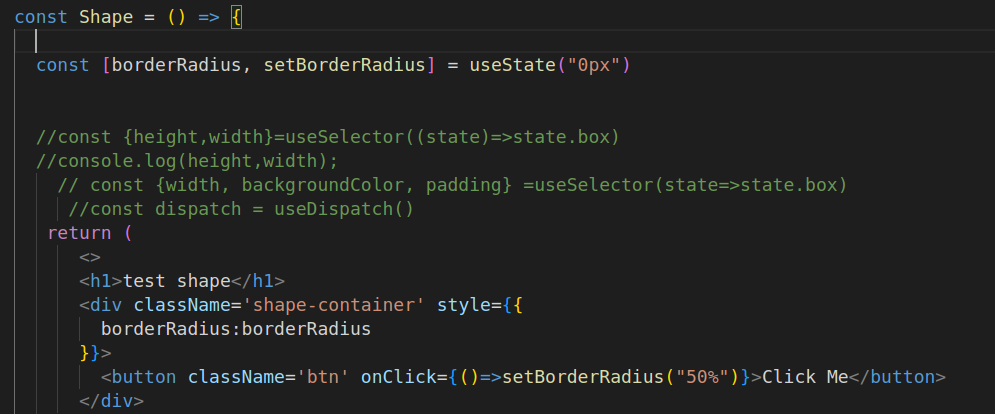 const Shape = () => {
const [borderRadius, setBorderRadius] = useState("0px")
//const {height,width}=useSelector((state)=>state.box)
//console.log(height,width);
// const {width, backgroundColor, padding} =useSelector(state=>state.box)
//const dispatch = useDispatch()
return (
<>
<h1>test shape</h1>
<div className='shape-container' style={{
borderRadius:borderRadius
}}>
<button className='btn' onClick={()=>setBorderRadius("50%")}>Click Me</button>
</div>